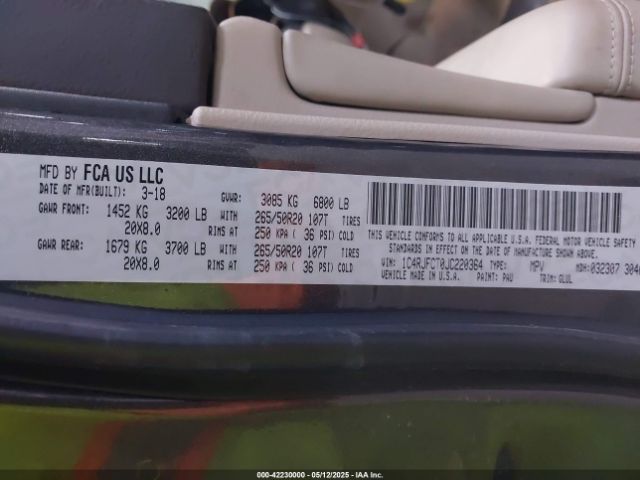 MFD BY FCA US LLC
DATE OF MFR(BUILT): 3-18 GVWR: 3085 KG 6800 LB
GAWR FRONT: 1452 KG 3200 LB WITH 265/50R20 107T TIRES
20X8.0 RIMS AT 250 KPA ( 36 PSI) COLD
GAWR REAR: 1679 KG 3700 LB WITH 265/50R20 107T TIRES
20X8.0 RIMS AT 250 KPA ( 36 PSI) COLD
THIS VEHICLE CONFORMS TO ALL APPLICABLE U.S.A. FEDERAL MOTOR VEHICLE SAFETY
STANDARDS IN EFFECT ON THE DATE OF MANUFACTURE SHOWN ABOVE.
VIN: 1C4RJFCT0JC220364 TYPE: MPV MDH:032307 304
MADE IN U.S.A. PAINT: PAU TRIM: GLUL
000-42230000 - 05/12/2025 - IAA Inc.